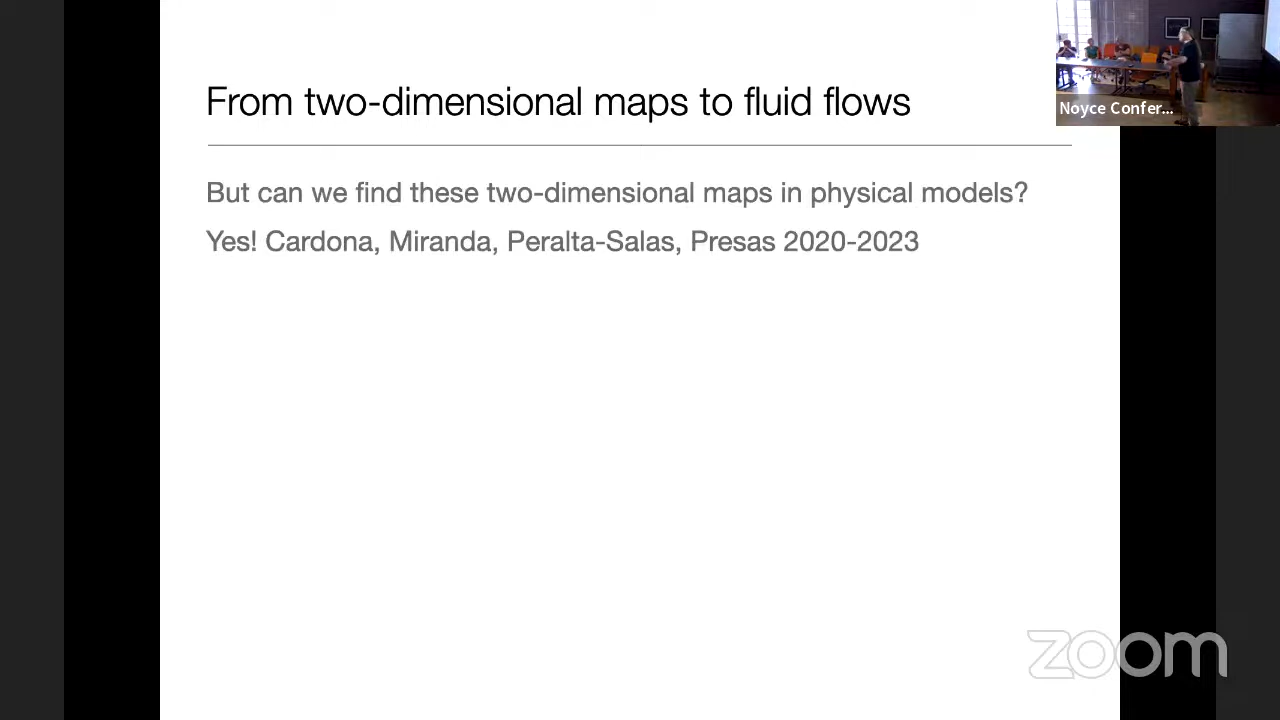 From two-dimensional maps to fluid flows
Noyce Confer...
But can we find these two-dimensional maps in physical models?
Yes! Cardona, Miranda, Peralta-Salas, Presas 2020-2023
zoom